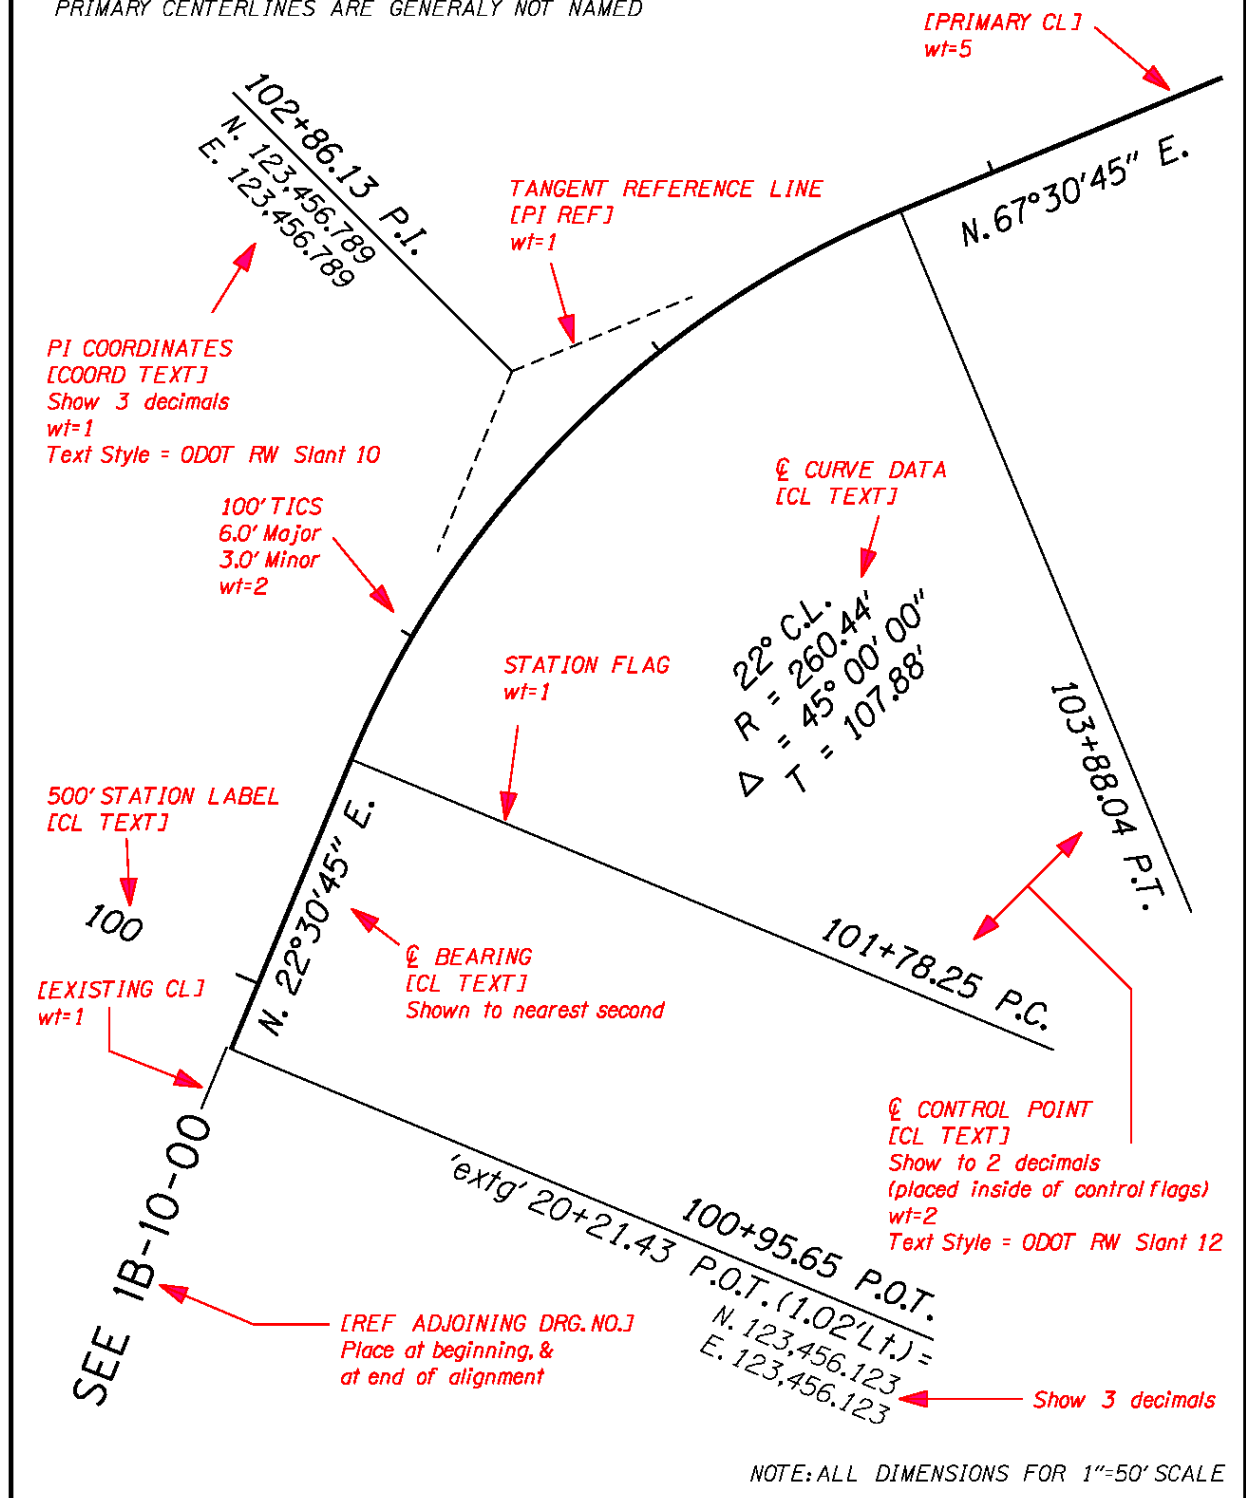 PRIMARY CENTERLINES ARE GENERALY NOT NAMED
[PRIMARY CL]
wt=5
102+86.13 P.I.
N. 123,456.789
E. 123,456.789
TANGENT REFERENCE LINE
[PI REF]
wt=1
N. 67°30'45" E.
PI COORDINATES
[COORD TEXT]
Show 3 decimals
wt=1
Text Style = ODOT RW Slant 10
100' TICS
6.0' Major
3.0' Minor
wt=2
℄ CURVE DATA
[CL TEXT]
22° C.L.
R = 260.44'
Δ = 45° 00' 00"
T = 107.88'
STATION FLAG
wt=1
103+88.04 P.T.
500' STATION LABEL
[CL TEXT]
100
N. 22°30'45" E.
℄ BEARING
[CL TEXT]
Shown to nearest second
101+78.25 P.C.
[EXISTING CL]
wt=1
℄ CONTROL POINT
[CL TEXT]
Show to 2 decimals
(placed inside of control flags)
wt=2
Text Style = ODOT RW Slant 12
SEE 1B-10-00
100+95.65 P.O.T.
'extg' 20+21.43 P.O.T. (1.02' Lt.) =
N. 123,456.123
E. 123,456.123
[REF ADJOINING DRG. NO.]
Place at beginning, &
at end of alignment
Show 3 decimals
NOTE: ALL DIMENSIONS FOR 1"=50' SCALE